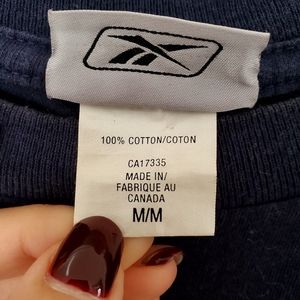 100% COTTON/COTON
CA17335
MADE IN/
FABRIQUE AU
CANADA
M/M